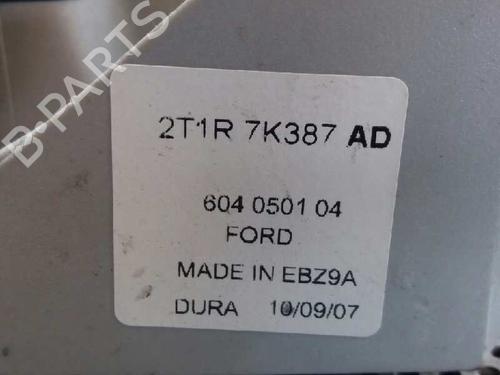 B-PARTS
2T1R 7K387 AD
604 0501 04
FORD
MADE IN EBZ9A
DURA 10/09/07